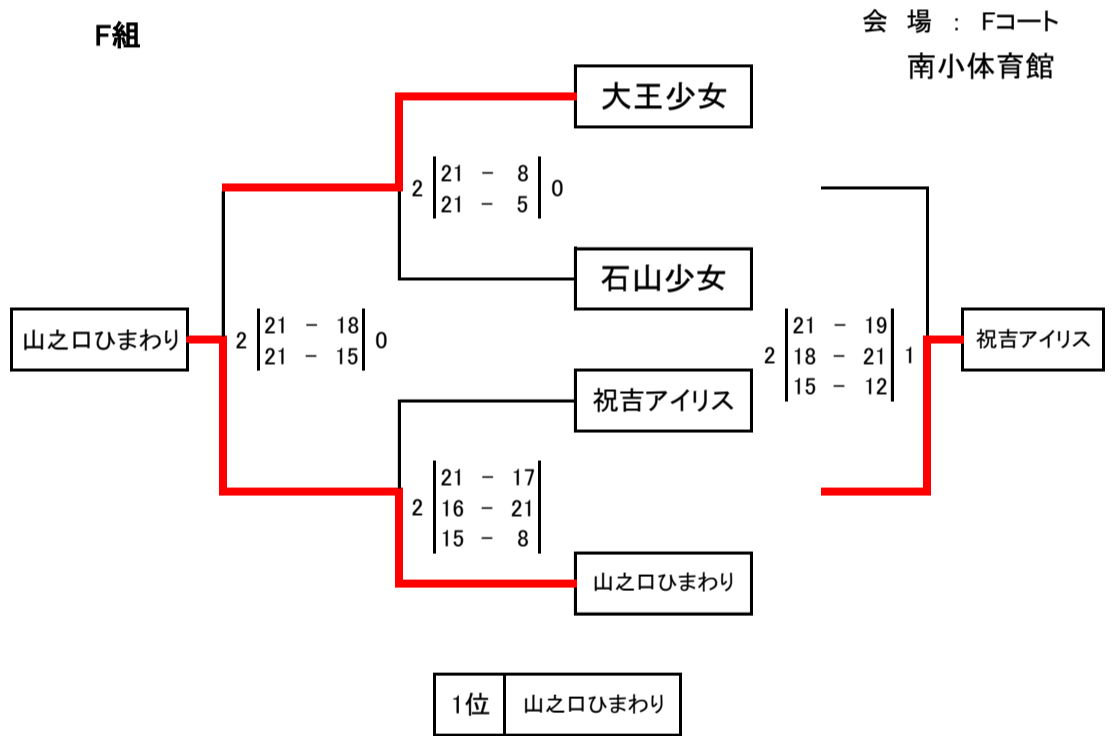 F組
会 場 : Fコート
南小体育館
大王少女
2 21 - 8 0
21 - 5
石山少女
山之口ひまわり
2 21 - 18 0
21 - 15
2 21 - 19 1
18 - 21
15 - 12
祝吉アイリス
祝吉アイリス
2 21 - 17
16 - 21
15 - 8
山之口ひまわり
1位 山之口ひまわり